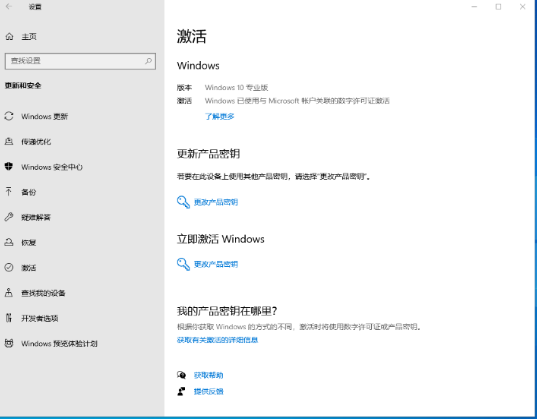 设置
主页
查找设置
更新和安全
Windows 更新
传递优化
Windows 安全中心
备份
疑难解答
恢复
激活
查找我的设备
开发者选项
Windows 预览体验计划
激活
Windows
版本 Windows 10 专业版
激活 Windows 已使用与 Microsoft 帐户关联的数字许可证激活
了解更多
更新产品密钥
若要在此设备上使用其他产品密钥，请选择"更改产品密钥"。
更改产品密钥
立即激活 Windows
更改产品密钥
我的产品密钥在哪里?
根据你获取 Windows 的方式的不同，激活时将使用数字许可证或产品密钥。
获取有关激活的详细信息
获取帮助
提供反馈